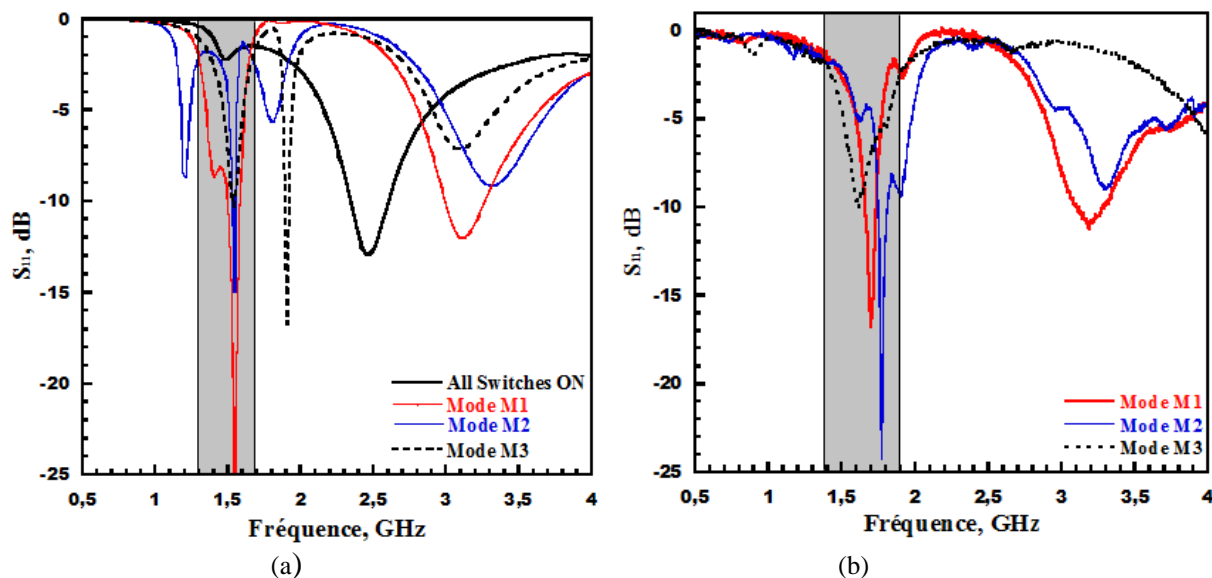 0
-5
-10
-15
-20
-25
S11, dB
All Switches ON
Mode M1
Mode M2
Mode M3
0,5 1 1,5 2 2,5 3 3,5 4
Fréquence, GHz
(a)
0
-5
-10
-15
-20
-25
S11, dB
Mode M1
Mode M2
Mode M3
0,5 1 1,5 2 2,5 3 3,5 4
Fréquence, GHz
(b)